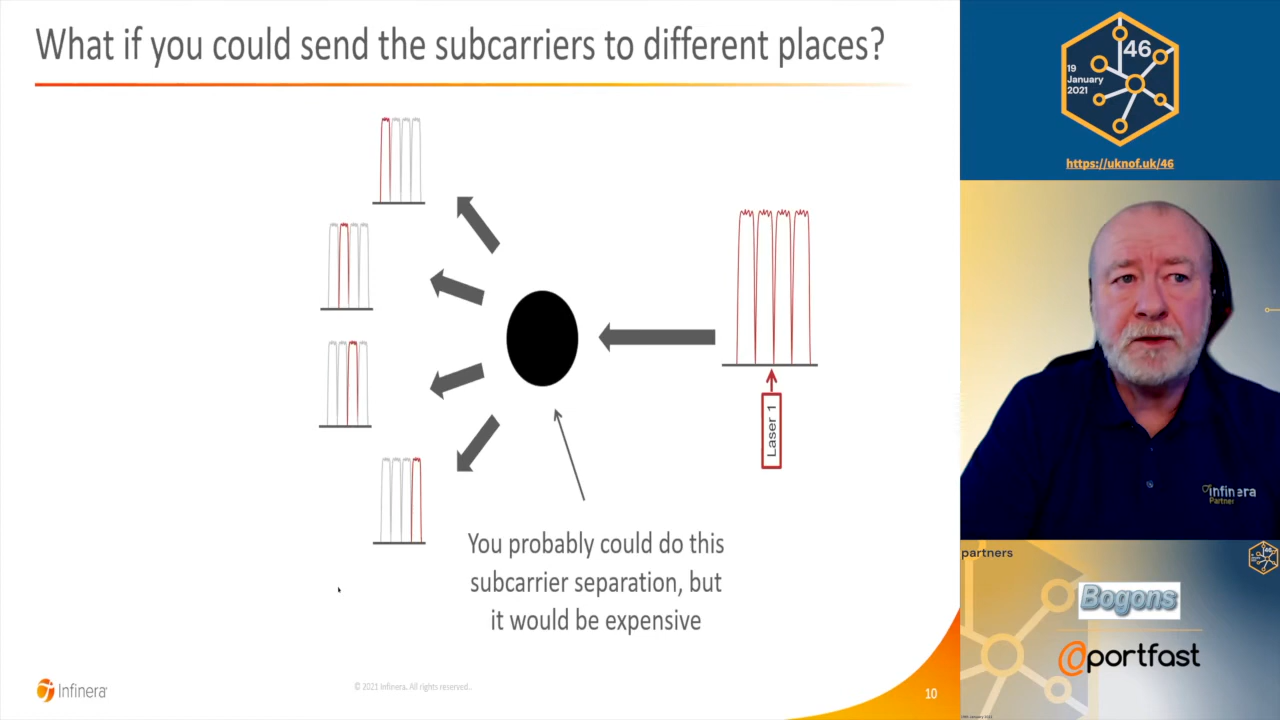 What if you could send the subcarriers to different places?
Laser 1
You probably could do this
subcarrier separation, but
it would be expensive
Infinera
© 2021 Infinera. All rights reserved.
10
46
19
January
2021
https://uknof.uk/46
infinera
Partner
partners
46
Bogons
@portfast